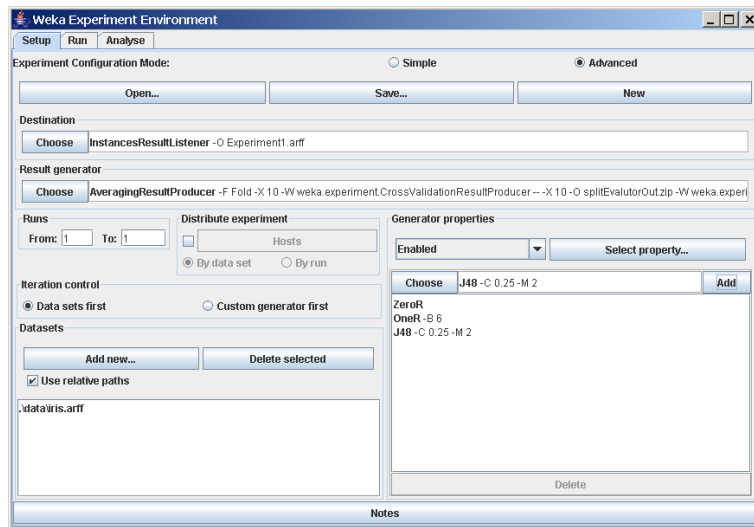 Weka Experiment Environment
Setup Run Analyse
Experiment Configuration Mode: Simple Advanced
Open... Save... New
Destination
Choose InstancesResultListener -O Experiment1.arff
Result generator
Choose AveragingResultProducer -F Fold -X 10 -W weka.experiment.CrossValidationResultProducer -- -X 10 -O splitEvalutorOut.zip -W weka.experi
Runs
From: 1 To: 1
Distribute experiment
Hosts
By data set By run
Generator properties
Enabled Select property...
Iteration control
Data sets first Custom generator first
Choose J48 -C 0.25 -M 2 Add
ZeroR
OneR -B 6
J48 -C 0.25 -M 2
Datasets
Add new... Delete selected
Use relative paths
.\data\iris.arff
Delete
Notes